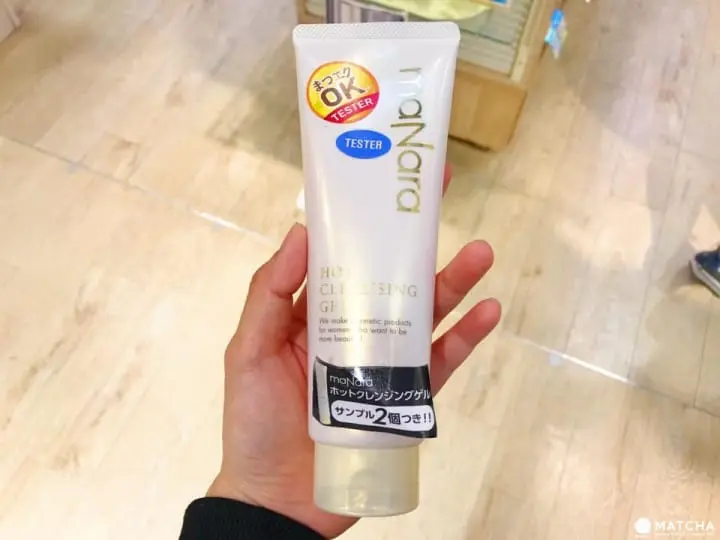 まつエク
OK
TESTER
TESTER
maNara
HOT
CLEANSING
GEL
We make cosmetic products
for women who want to be
more beautiful.
maNara
ホットクレンジングゲル
サンプル2個つき!!
MATCHA